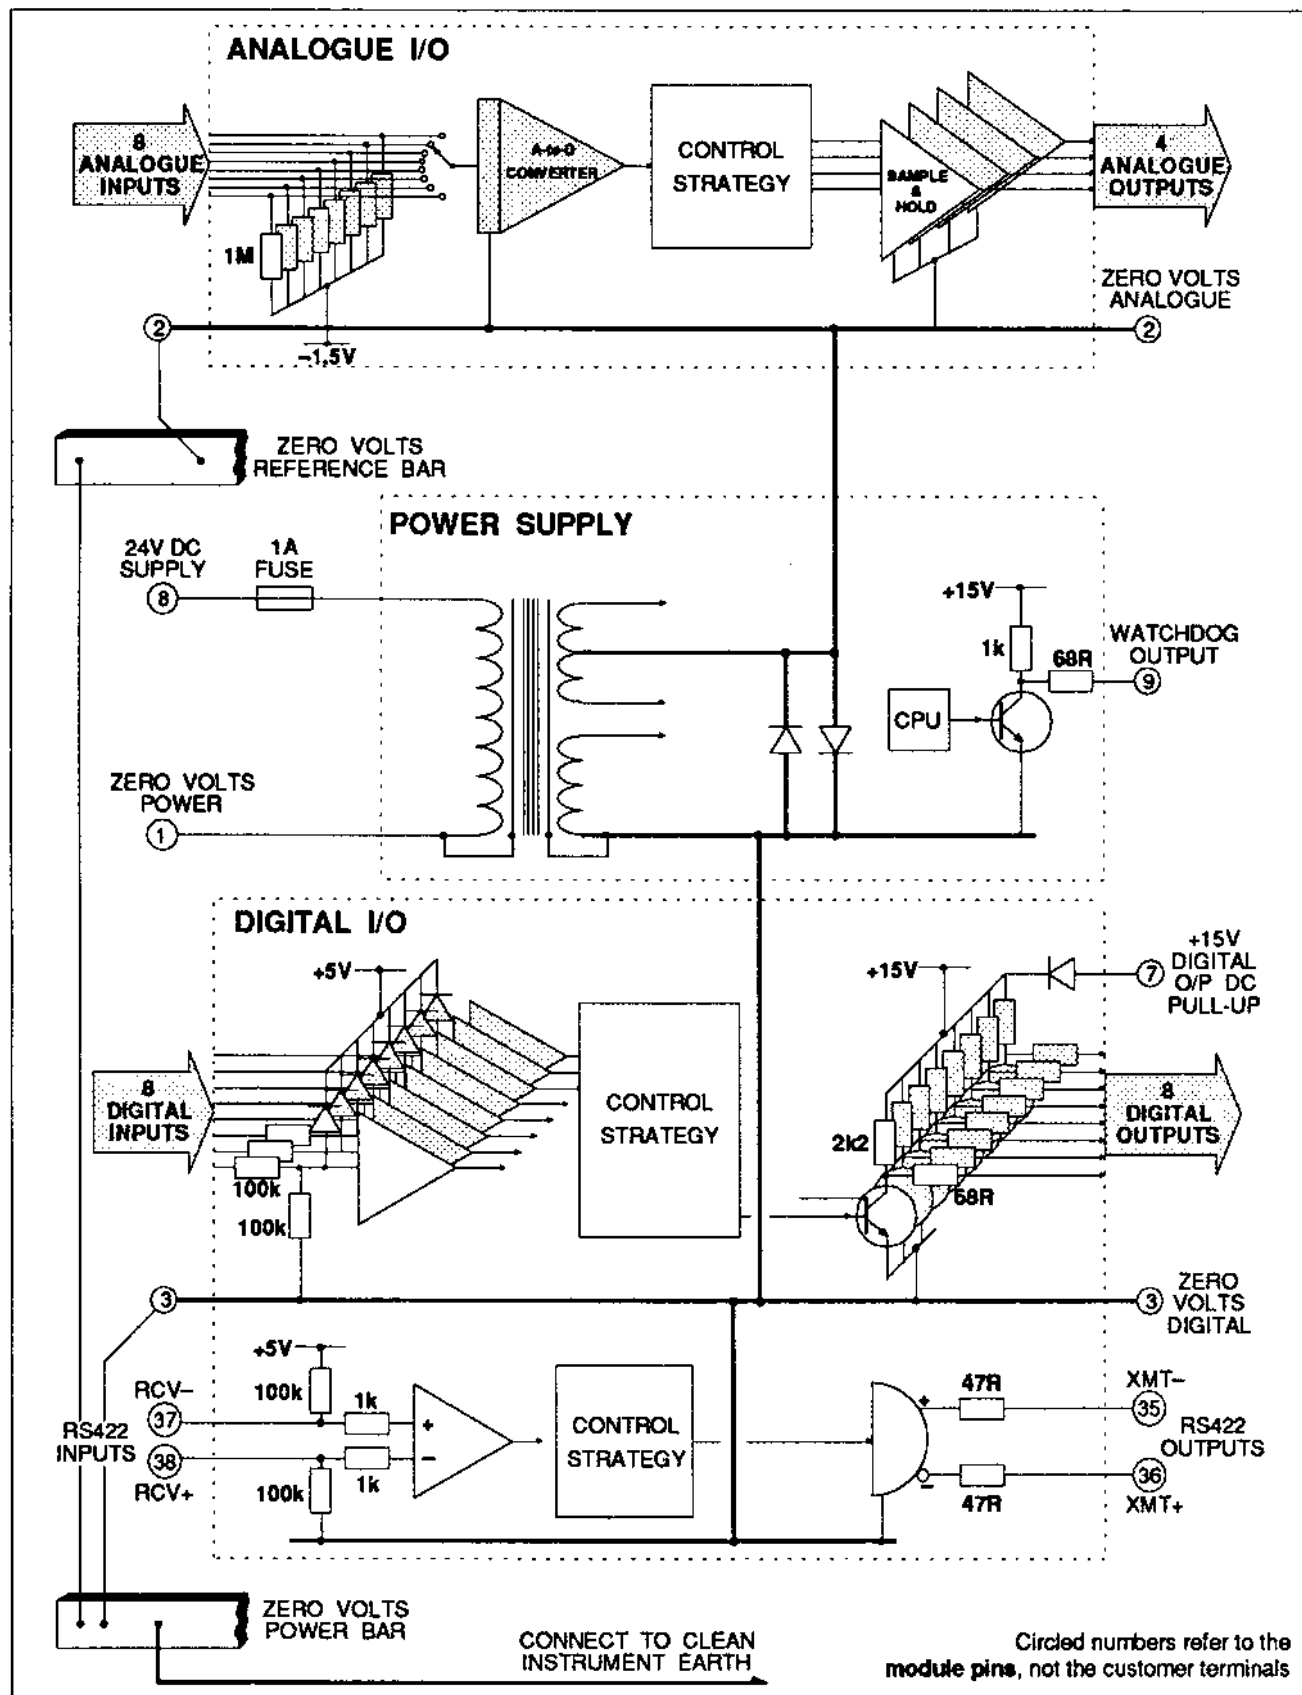 ANALOGUE I/O
8
ANALOGUE
INPUTS
A-to-D
CONVERTER
CONTROL
STRATEGY
SAMPLE
&
HOLD
4
ANALOGUE
OUTPUTS
1M
ZERO VOLTS
ANALOGUE
2
2
-1.5V
ZERO VOLTS
REFERENCE BAR
POWER SUPPLY
24V DC
SUPPLY
8
1A
FUSE
+15V
1k
68R
WATCHDOG
OUTPUT
9
CPU
ZERO VOLTS
POWER
1
DIGITAL I/O
+5V
+15V
7
+15V
DIGITAL
O/P DC
PULL-UP
8
DIGITAL
INPUTS
CONTROL
STRATEGY
8
DIGITAL
OUTPUTS
2k2
68R
100k
100k
3
3
ZERO
VOLTS
DIGITAL
+5V
100k
RCV-
37
1k
RS422
INPUTS
38
RCV+
100k
1k
+
-
CONTROL
STRATEGY
+
-
47R
XMT-
35
RS422
OUTPUTS
36
47R
XMT+
ZERO VOLTS
POWER BAR
CONNECT TO CLEAN
INSTRUMENT EARTH
Circled numbers refer to the
module pins, not the customer terminals